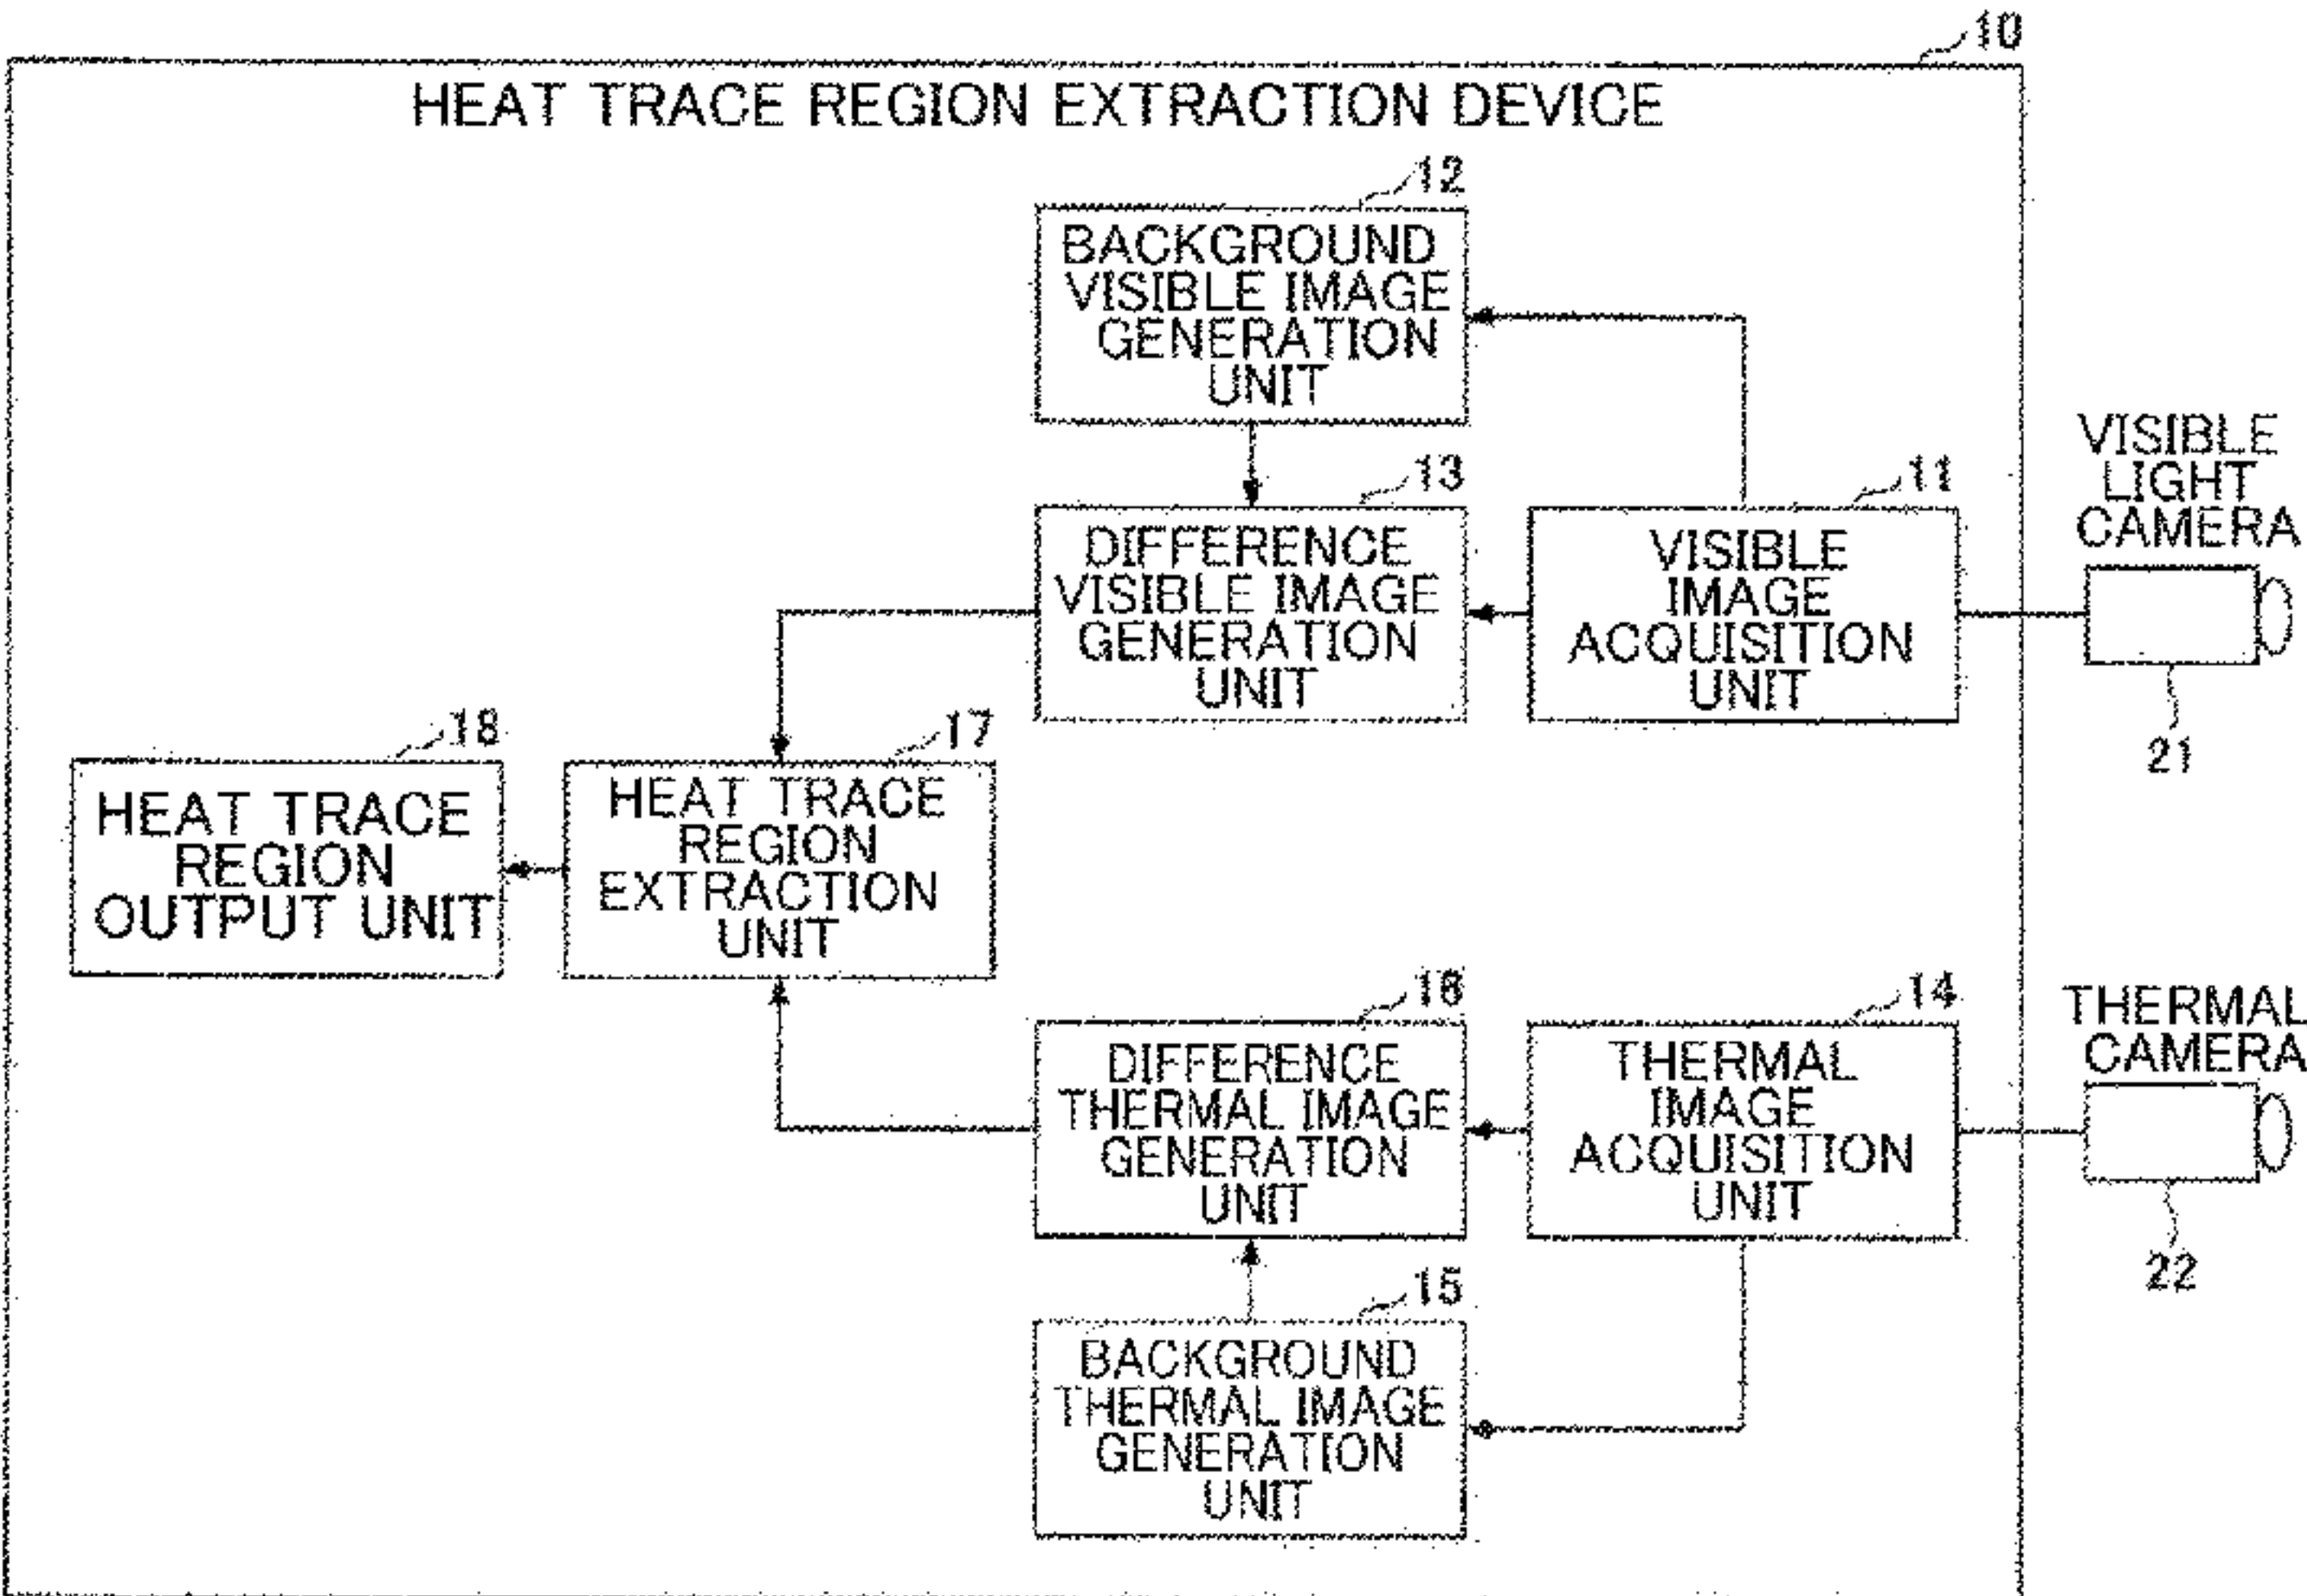 10
HEAT TRACE REGION EXTRACTION DEVICE
12
BACKGROUND
VISIBLE IMAGE
GENERATION
UNIT
13
DIFFERENCE
VISIBLE IMAGE
GENERATION
UNIT
11
VISIBLE
IMAGE
ACQUISITION
UNIT
VISIBLE
LIGHT
CAMERA
21
18
HEAT TRACE
REGION
OUTPUT UNIT
17
HEAT TRACE
REGION
EXTRACTION
UNIT
16
DIFFERENCE
THERMAL IMAGE
GENERATION
UNIT
14
THERMAL
IMAGE
ACQUISITION
UNIT
THERMAL
CAMERA
22
15
BACKGROUND
THERMAL IMAGE
GENERATION
UNIT